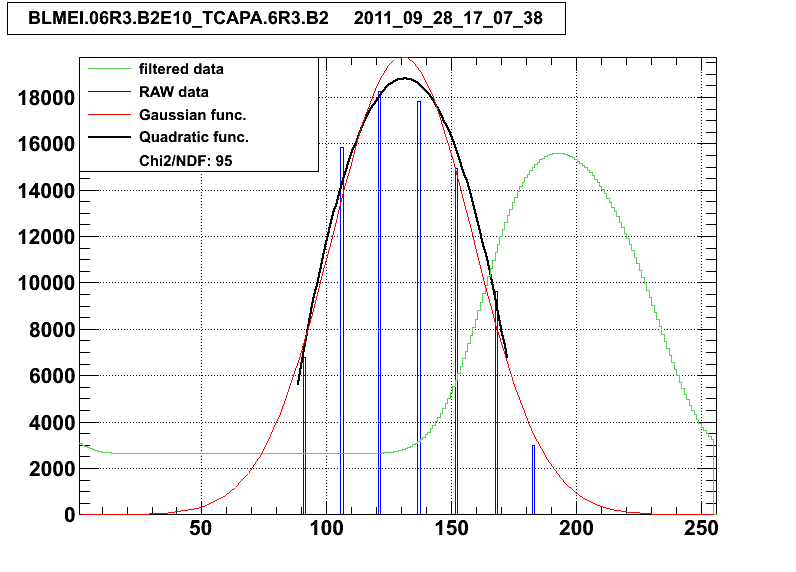 BLMEI.06R3.B2E10_TCAPA.6R3.B2 2011_09_28_17_07_38
filtered data
RAW data
Gaussian func.
Quadratic func.
Chi2/NDF: 95
18000
16000
14000
12000
10000
8000
6000
4000
2000
0
50 100 150 200 250